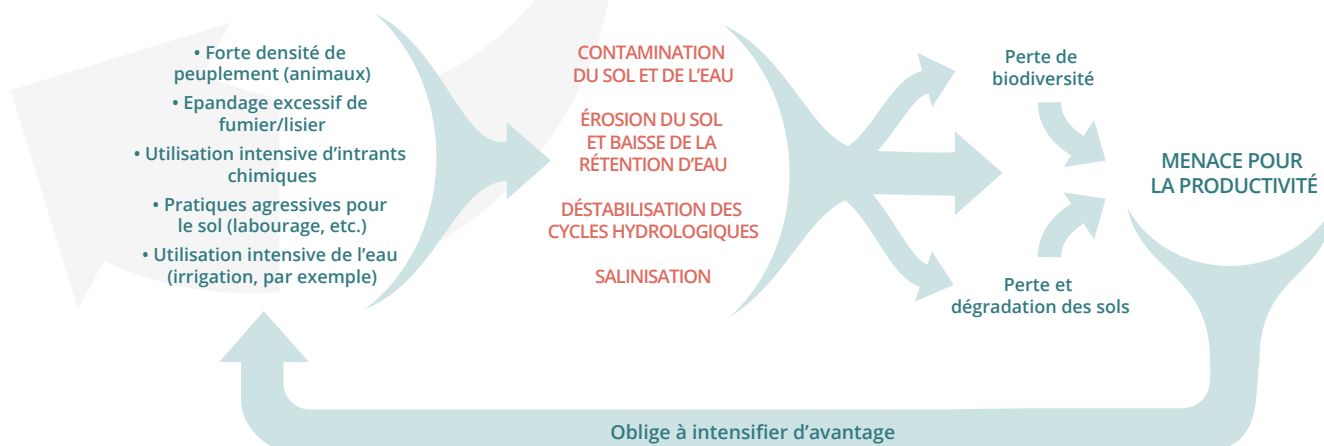 • Forte densité de
peuplement (animaux)
• Epandage excessif de
fumier/lisier
• Utilisation intensive d’intrants
chimiques
• Pratiques agressives pour
le sol (labourage, etc.)
• Utilisation intensive de l’eau
(irrigation, par exemple)
CONTAMINATION
DU SOL ET DE L’EAU
ÉROSION DU SOL
ET BAISSE DE LA
RÉTENTION D’EAU
DÉSTABILISATION DES
CYCLES HYDROLOGIQUES
SALINISATION
Perte de
biodiversité
Perte et
dégradation des sols
MENACE POUR
LA PRODUCTIVITÉ
Oblige à intensifier d’avantage